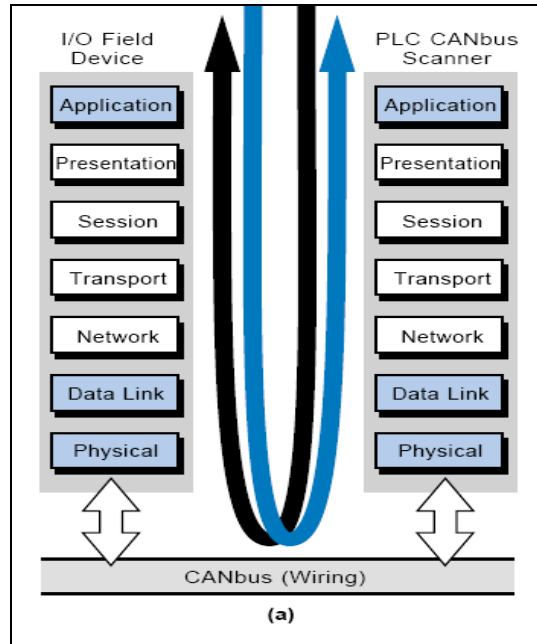 I/O Field
Device
Application
Presentation
Session
Transport
Network
Data Link
Physical
PLC CANbus
Scanner
Application
Presentation
Session
Transport
Network
Data Link
Physical
CANbus (Wiring)
(a)